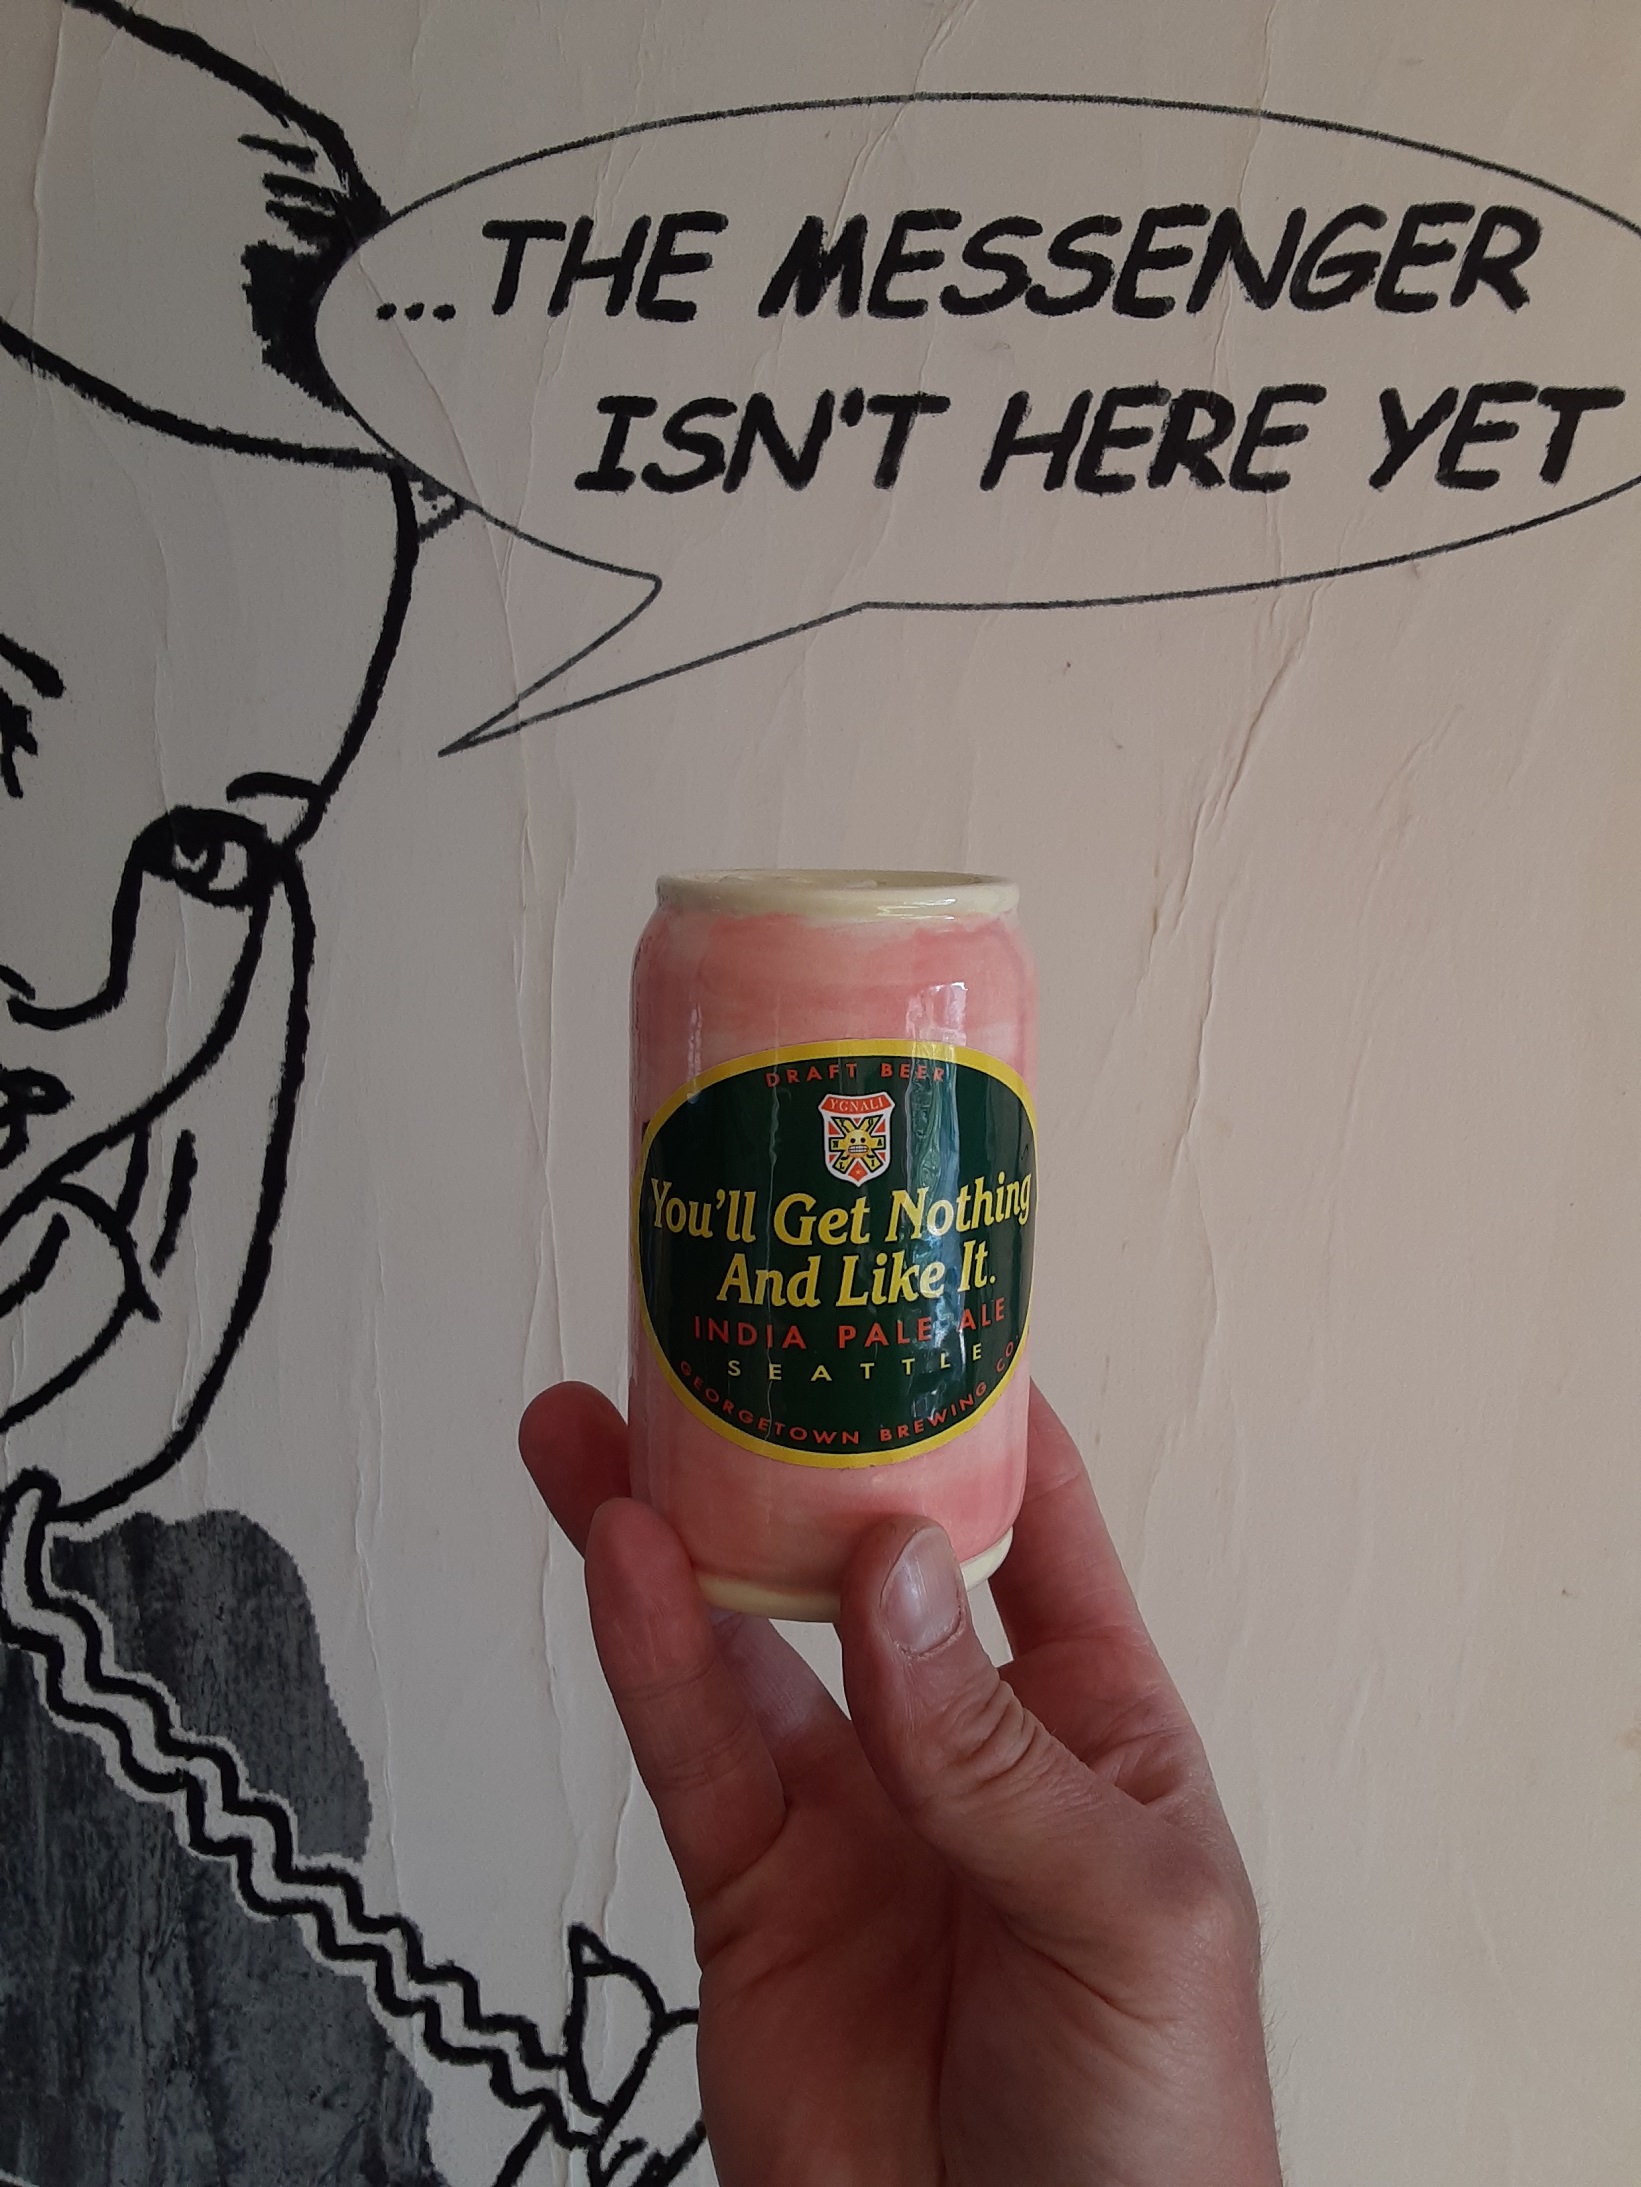 ...THE MESSENGER
ISN'T HERE YET
DRAFT BEER
YGNALI
You'll Get Nothing
And Like It.
INDIA PALE ALE
SEATTLE
GEORGETOWN BREWING CO